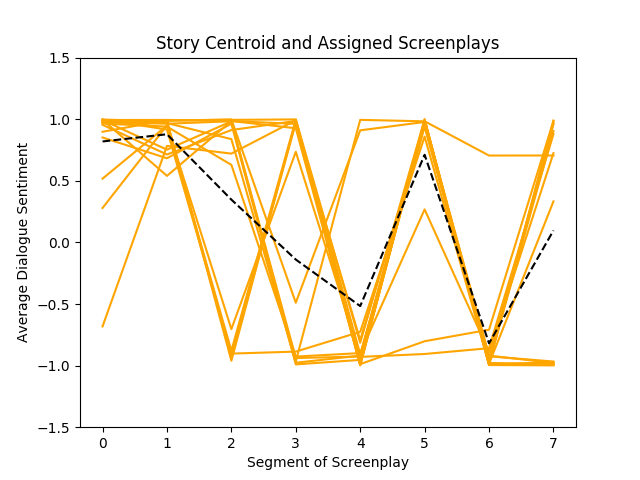 Story Centroid and Assigned Screenplays
1.5
1.0
0.5
0.0
−0.5
−1.0
−1.5
Average Dialogue Sentiment
0 1 2 3 4 5 6 7
Segment of Screenplay